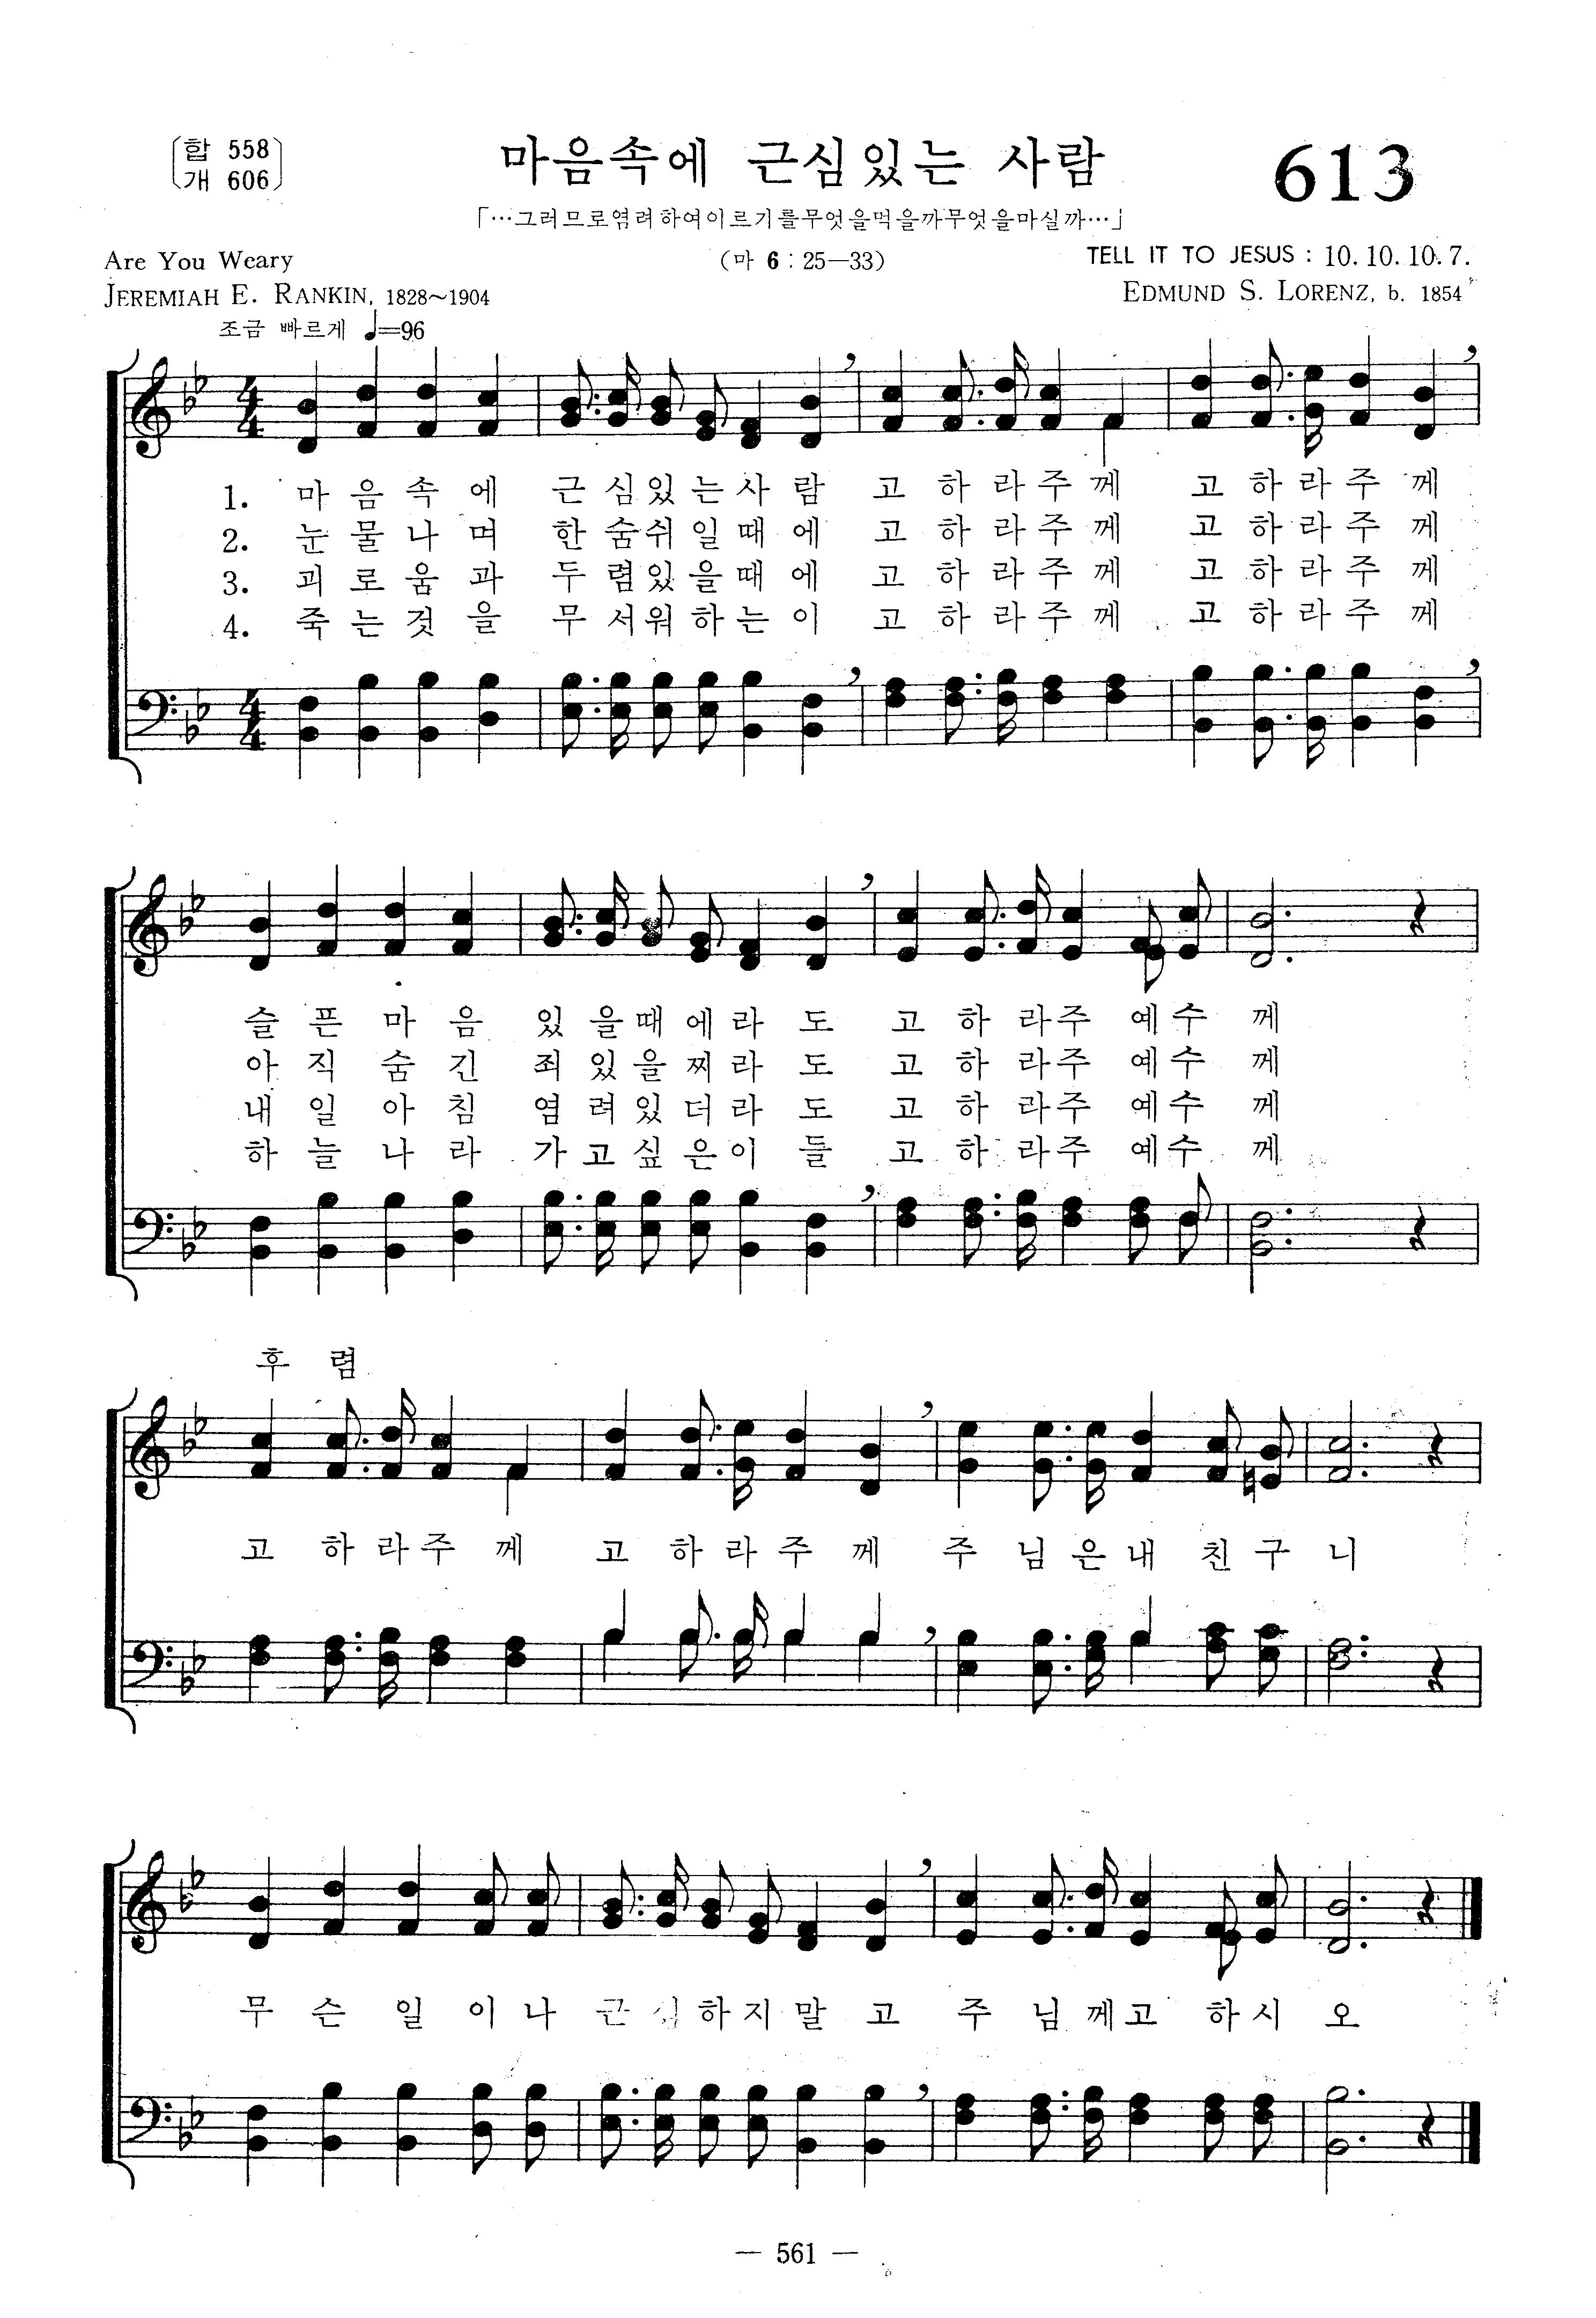 합 558
개 606
마음속에 근심있는 사람
613
「…그러므로염려하여이르기를무엇을먹을까무엇을마실까…」
Are You Weary
(마 6 : 25—33)
TELL IT TO JESUS : 10. 10. 10. 7.
JEREMIAH E. RANKIN, 1828~1904
EDMUND S. LORENZ, b. 1854
조금 빠르게 ♩=96
1. 마음속에 근심있는사람 고하라주께 고하라주께
2. 눈물나며 한숨쉬일때에 고하라주께 고하라주께
3. 괴로움과 두렴있을때에 고하라주께 고하라주께
4. 죽는것을 무서워하는이 고하라주께 고하라주께
슬픈마음 있을때에라도 고하라주예수께
아직숨긴 죄있을찌라도 고하라주예수께
내일아침 염려있더라도 고하라주예수께
하늘나라 가고싶은이들 고하라주예수께
후렴
고하라주께 고하라주께 주님은내친구니
무슨일이나 근심하지말고 주님께고하시오
— 561 —